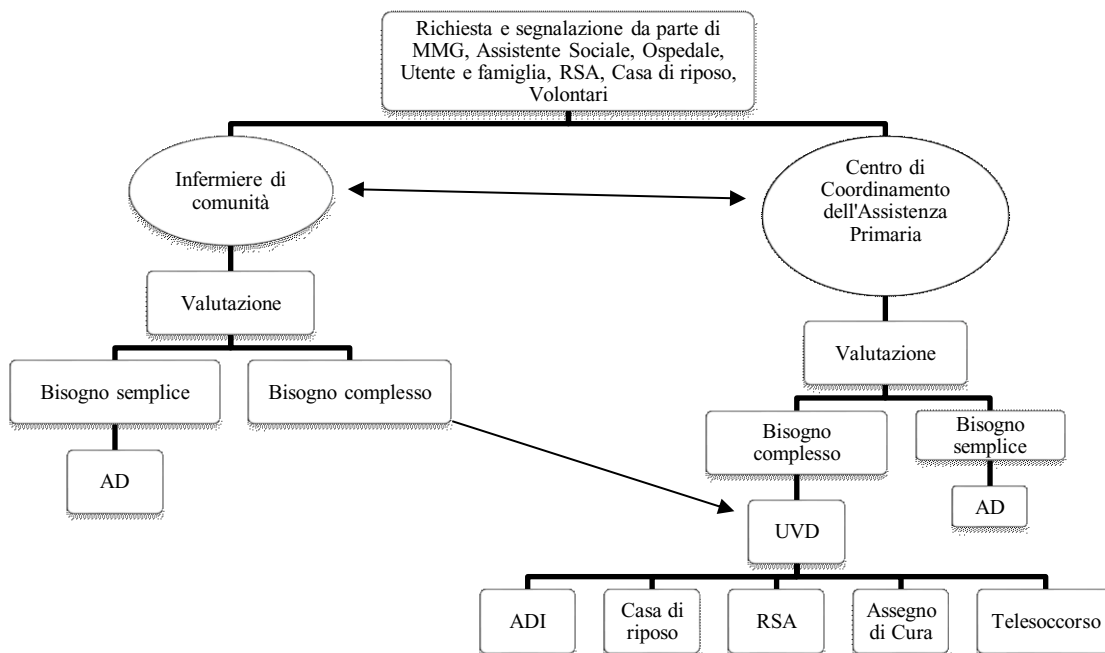 Richiesta e segnalazione da parte di
MMG, Assistente Sociale, Ospedale,
Utente e famiglia, RSA, Casa di riposo,
Volontari
Infermiere di
comunità
Centro di
Coordinamento
dell'Assistenza
Primaria
Valutazione
Valutazione
Bisogno semplice
Bisogno complesso
Bisogno
complesso
Bisogno
semplice
AD
AD
UVD
ADI
Casa di
riposo
RSA
Assegno
di Cura
Telesoccorso